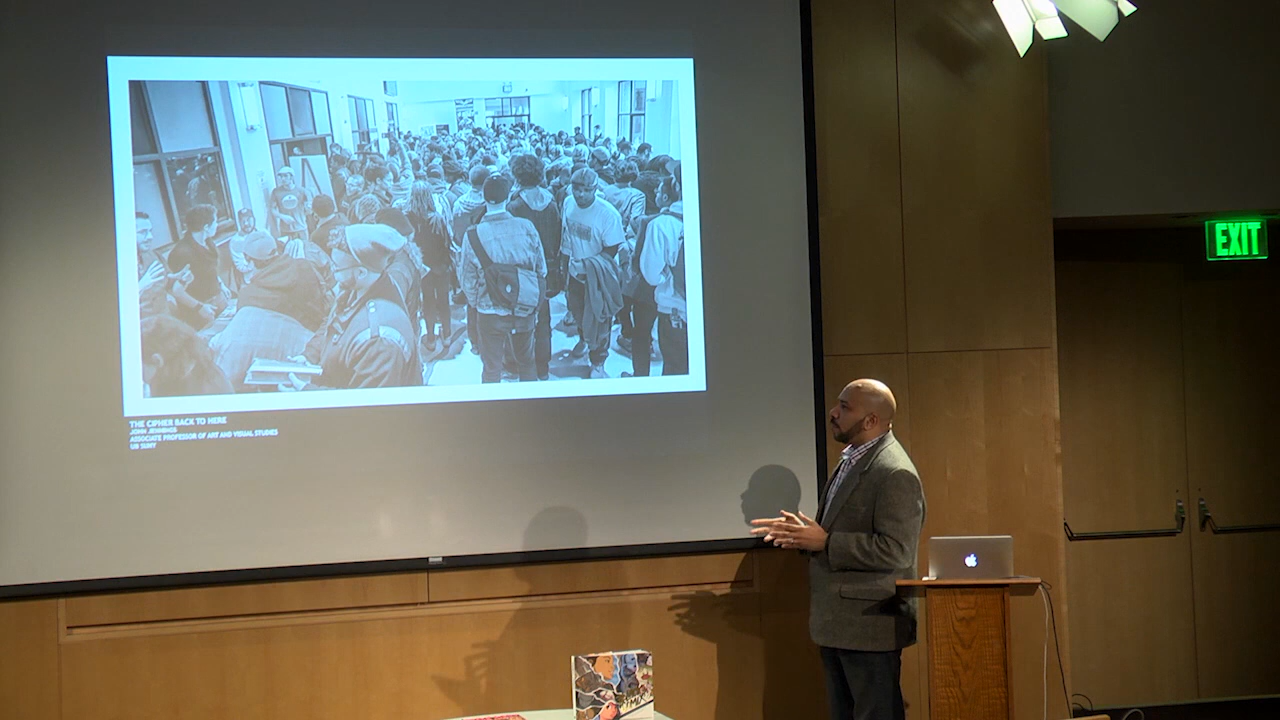 THE CIPHER BACK TO HERE
JOHN JENNINGS
ASSOCIATE PROFESSOR OF ART AND VISUAL STUDIES
UB SUNY
EXIT